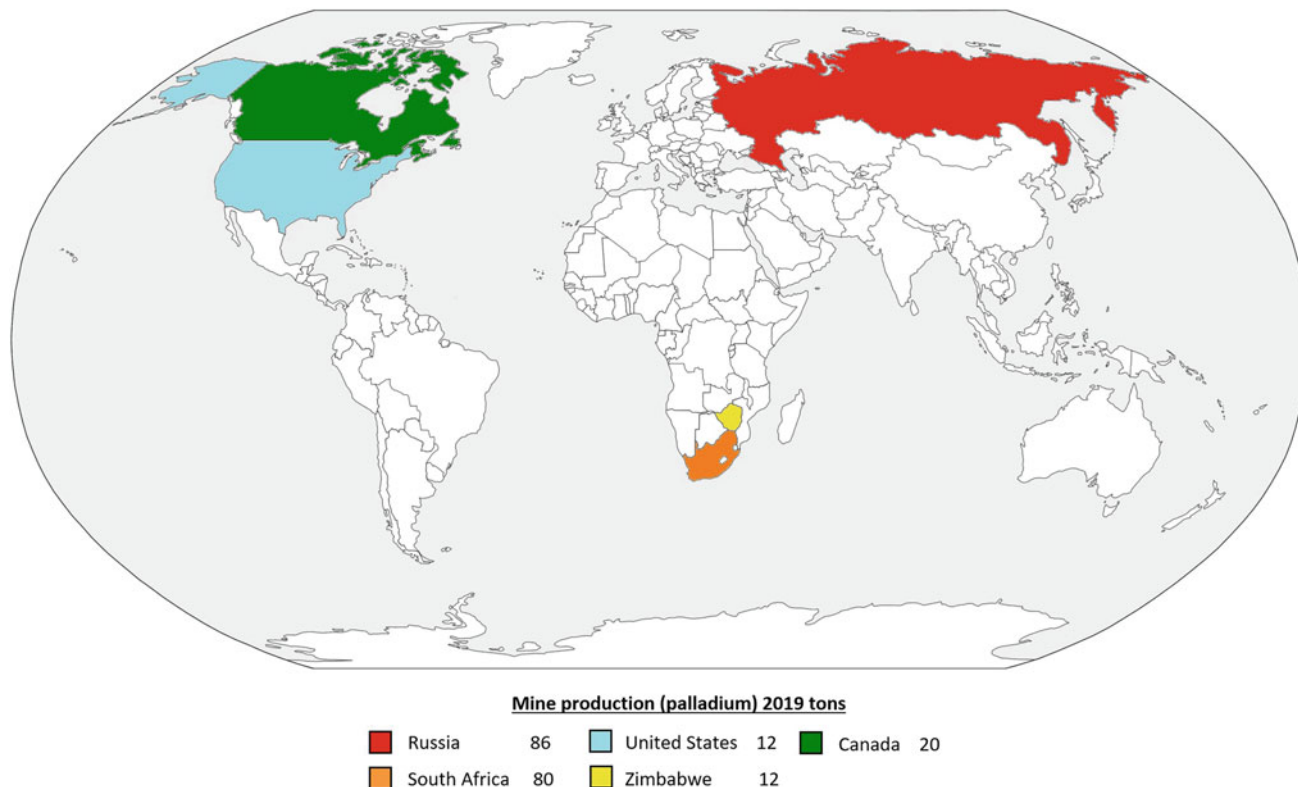 Mine production (palladium) 2019 tons
Russia 86 United States 12 Canada 20
South Africa 80 Zimbabwe 12